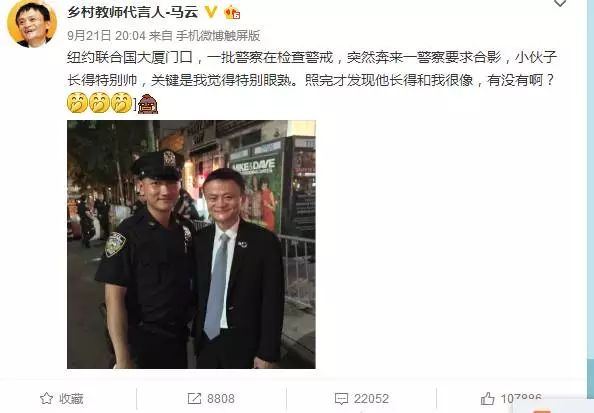 乡村教师代言人-马云
9月21日 20:04 来自 手机微博触屏版
纽约联合国大厦门口，一批警察在检查警戒，突然奔来一警察要求合影，小伙子
长得特别帅，关键是我觉得特别眼熟。照完才发现他长得和我很像，有没有啊？
]
MIKE & DAVE
收藏
8808
22052
107886